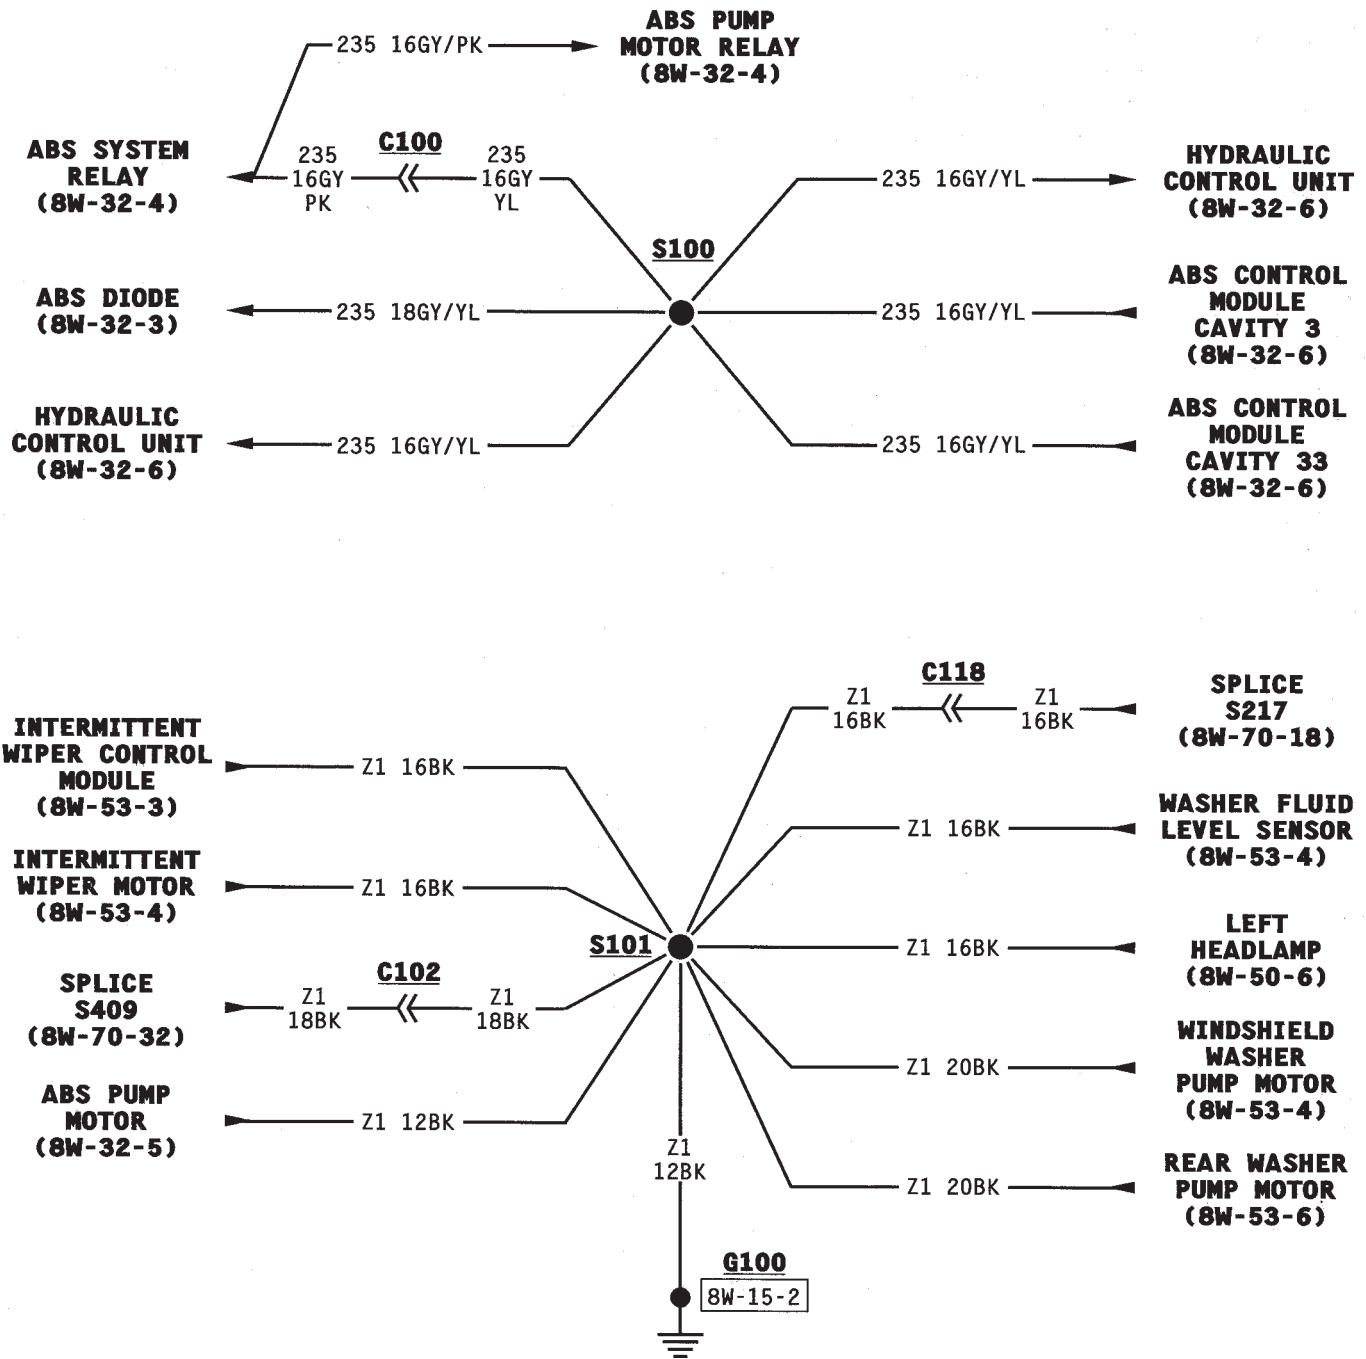 ABS PUMP
MOTOR RELAY
(8W-32-4)
235 16GY/PK
ABS SYSTEM
RELAY
(8W-32-4)
235
16GY
PK
C100
235
16GY
YL
235 16GY/YL
HYDRAULIC
CONTROL UNIT
(8W-32-6)
S100
ABS DIODE
(8W-32-3)
235 18GY/YL
235 16GY/YL
ABS CONTROL
MODULE
CAVITY 3
(8W-32-6)
HYDRAULIC
CONTROL UNIT
(8W-32-6)
235 16GY/YL
235 16GY/YL
ABS CONTROL
MODULE
CAVITY 33
(8W-32-6)
Z1
16BK
C118
Z1
16BK
SPLICE
S217
(8W-70-18)
INTERMITTENT
WIPER CONTROL
MODULE
(8W-53-3)
Z1 16BK
Z1 16BK
WASHER FLUID
LEVEL SENSOR
(8W-53-4)
INTERMITTENT
WIPER MOTOR
(8W-53-4)
Z1 16BK
S101
Z1 16BK
LEFT
HEADLAMP
(8W-50-6)
SPLICE
S409
(8W-70-32)
Z1
18BK
C102
Z1
18BK
Z1 20BK
WINDSHIELD
WASHER
PUMP MOTOR
(8W-53-4)
ABS PUMP
MOTOR
(8W-32-5)
Z1 12BK
Z1
12BK
Z1 20BK
REAR WASHER
PUMP MOTOR
(8W-53-6)
G100
8W-15-2